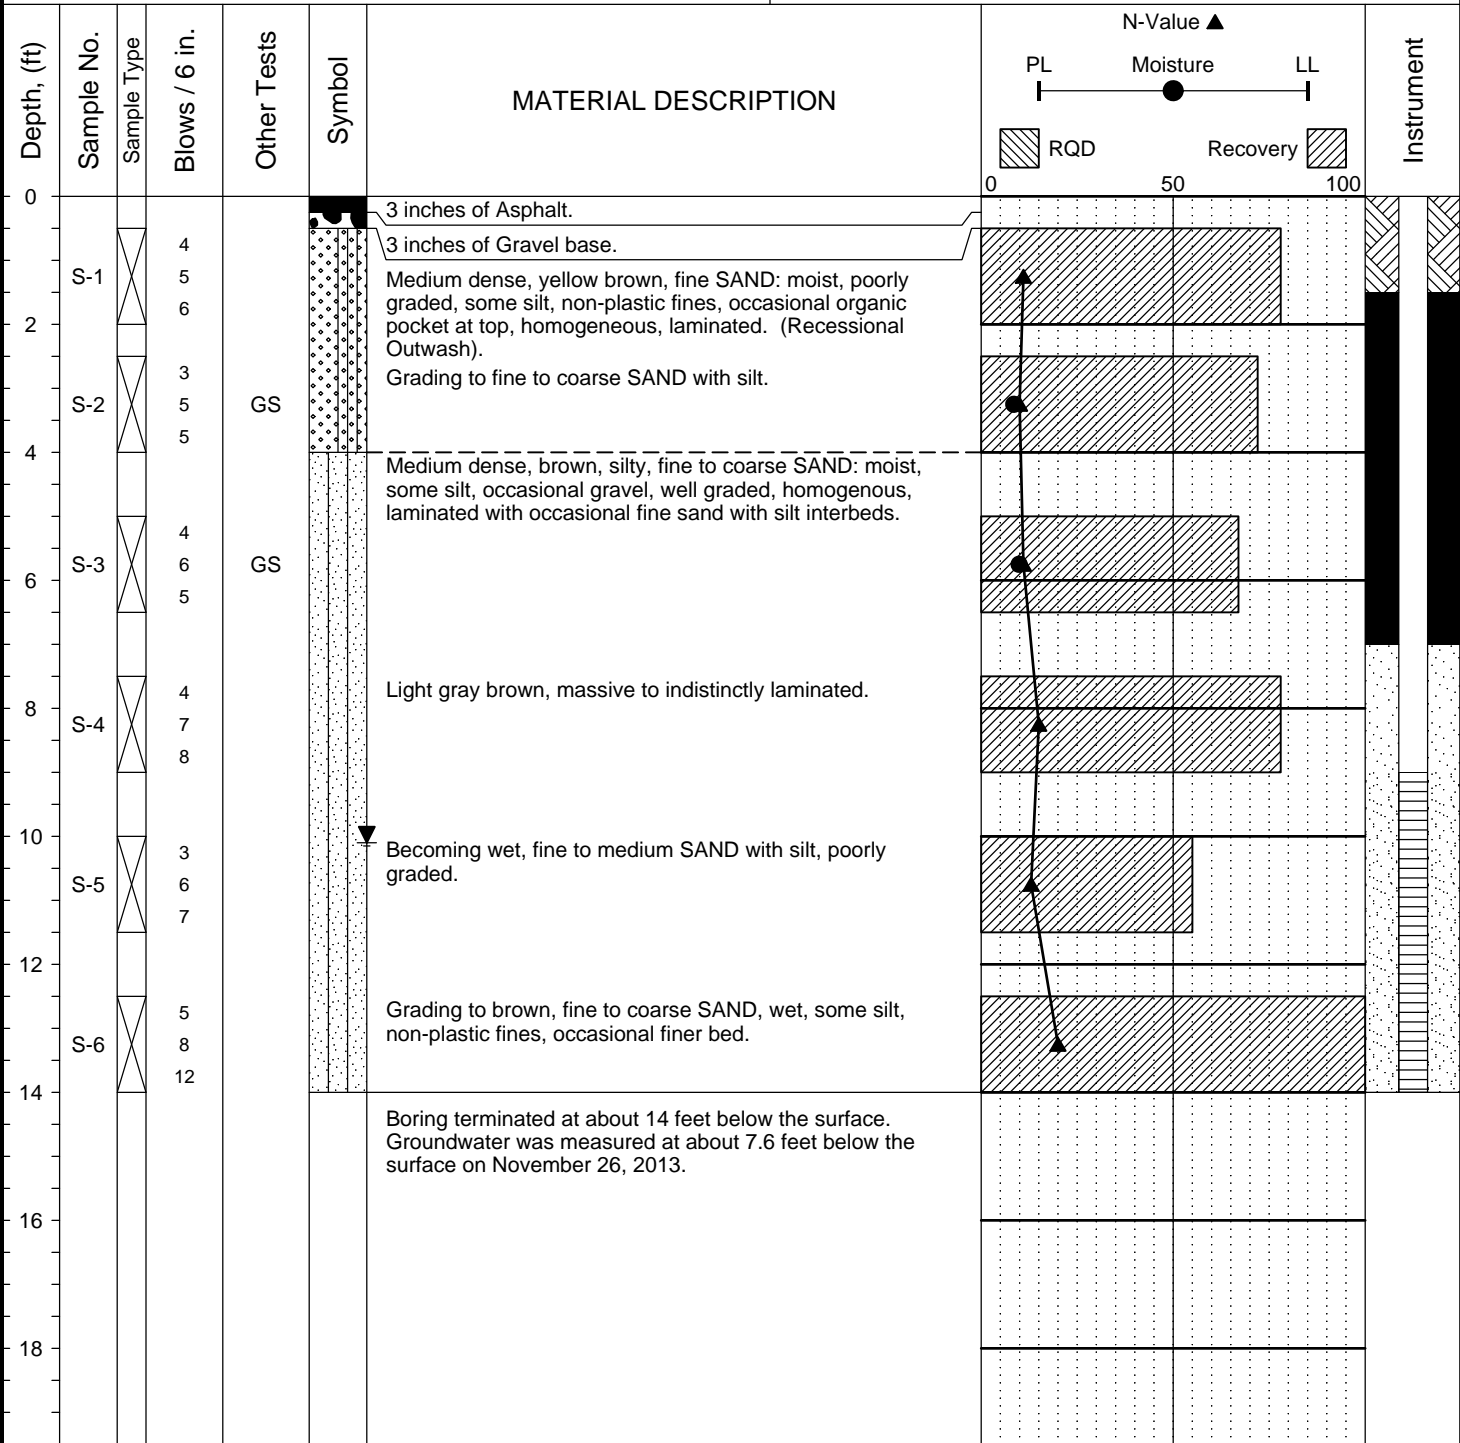 Depth, (ft)
Sample No.
Sample Type
Blows / 6 in.
Other Tests
Symbol
MATERIAL DESCRIPTION
N-Value
PL Moisture LL
RQD Recovery
0 50 100
Instrument
0
3 inches of Asphalt.
3 inches of Gravel base.
S-1
4
5
6
Medium dense, yellow brown, fine SAND: moist, poorly
graded, some silt, non-plastic fines, occasional organic
pocket at top, homogeneous, laminated. (Recessional
Outwash).
2
S-2
3
5
5
GS
Grading to fine to coarse SAND with silt.
4
Medium dense, brown, silty, fine to coarse SAND: moist,
some silt, occasional gravel, well graded, homogenous,
laminated with occasional fine sand with silt interbeds.
S-3
4
6
5
GS
6
S-4
4
7
8
Light gray brown, massive to indistinctly laminated.
8
10
S-5
3
6
7
Becoming wet, fine to medium SAND with silt, poorly
graded.
12
S-6
5
8
12
Grading to brown, fine to coarse SAND, wet, some silt,
non-plastic fines, occasional finer bed.
14
Boring terminated at about 14 feet below the surface.
Groundwater was measured at about 7.6 feet below the
surface on November 26, 2013.
16
18